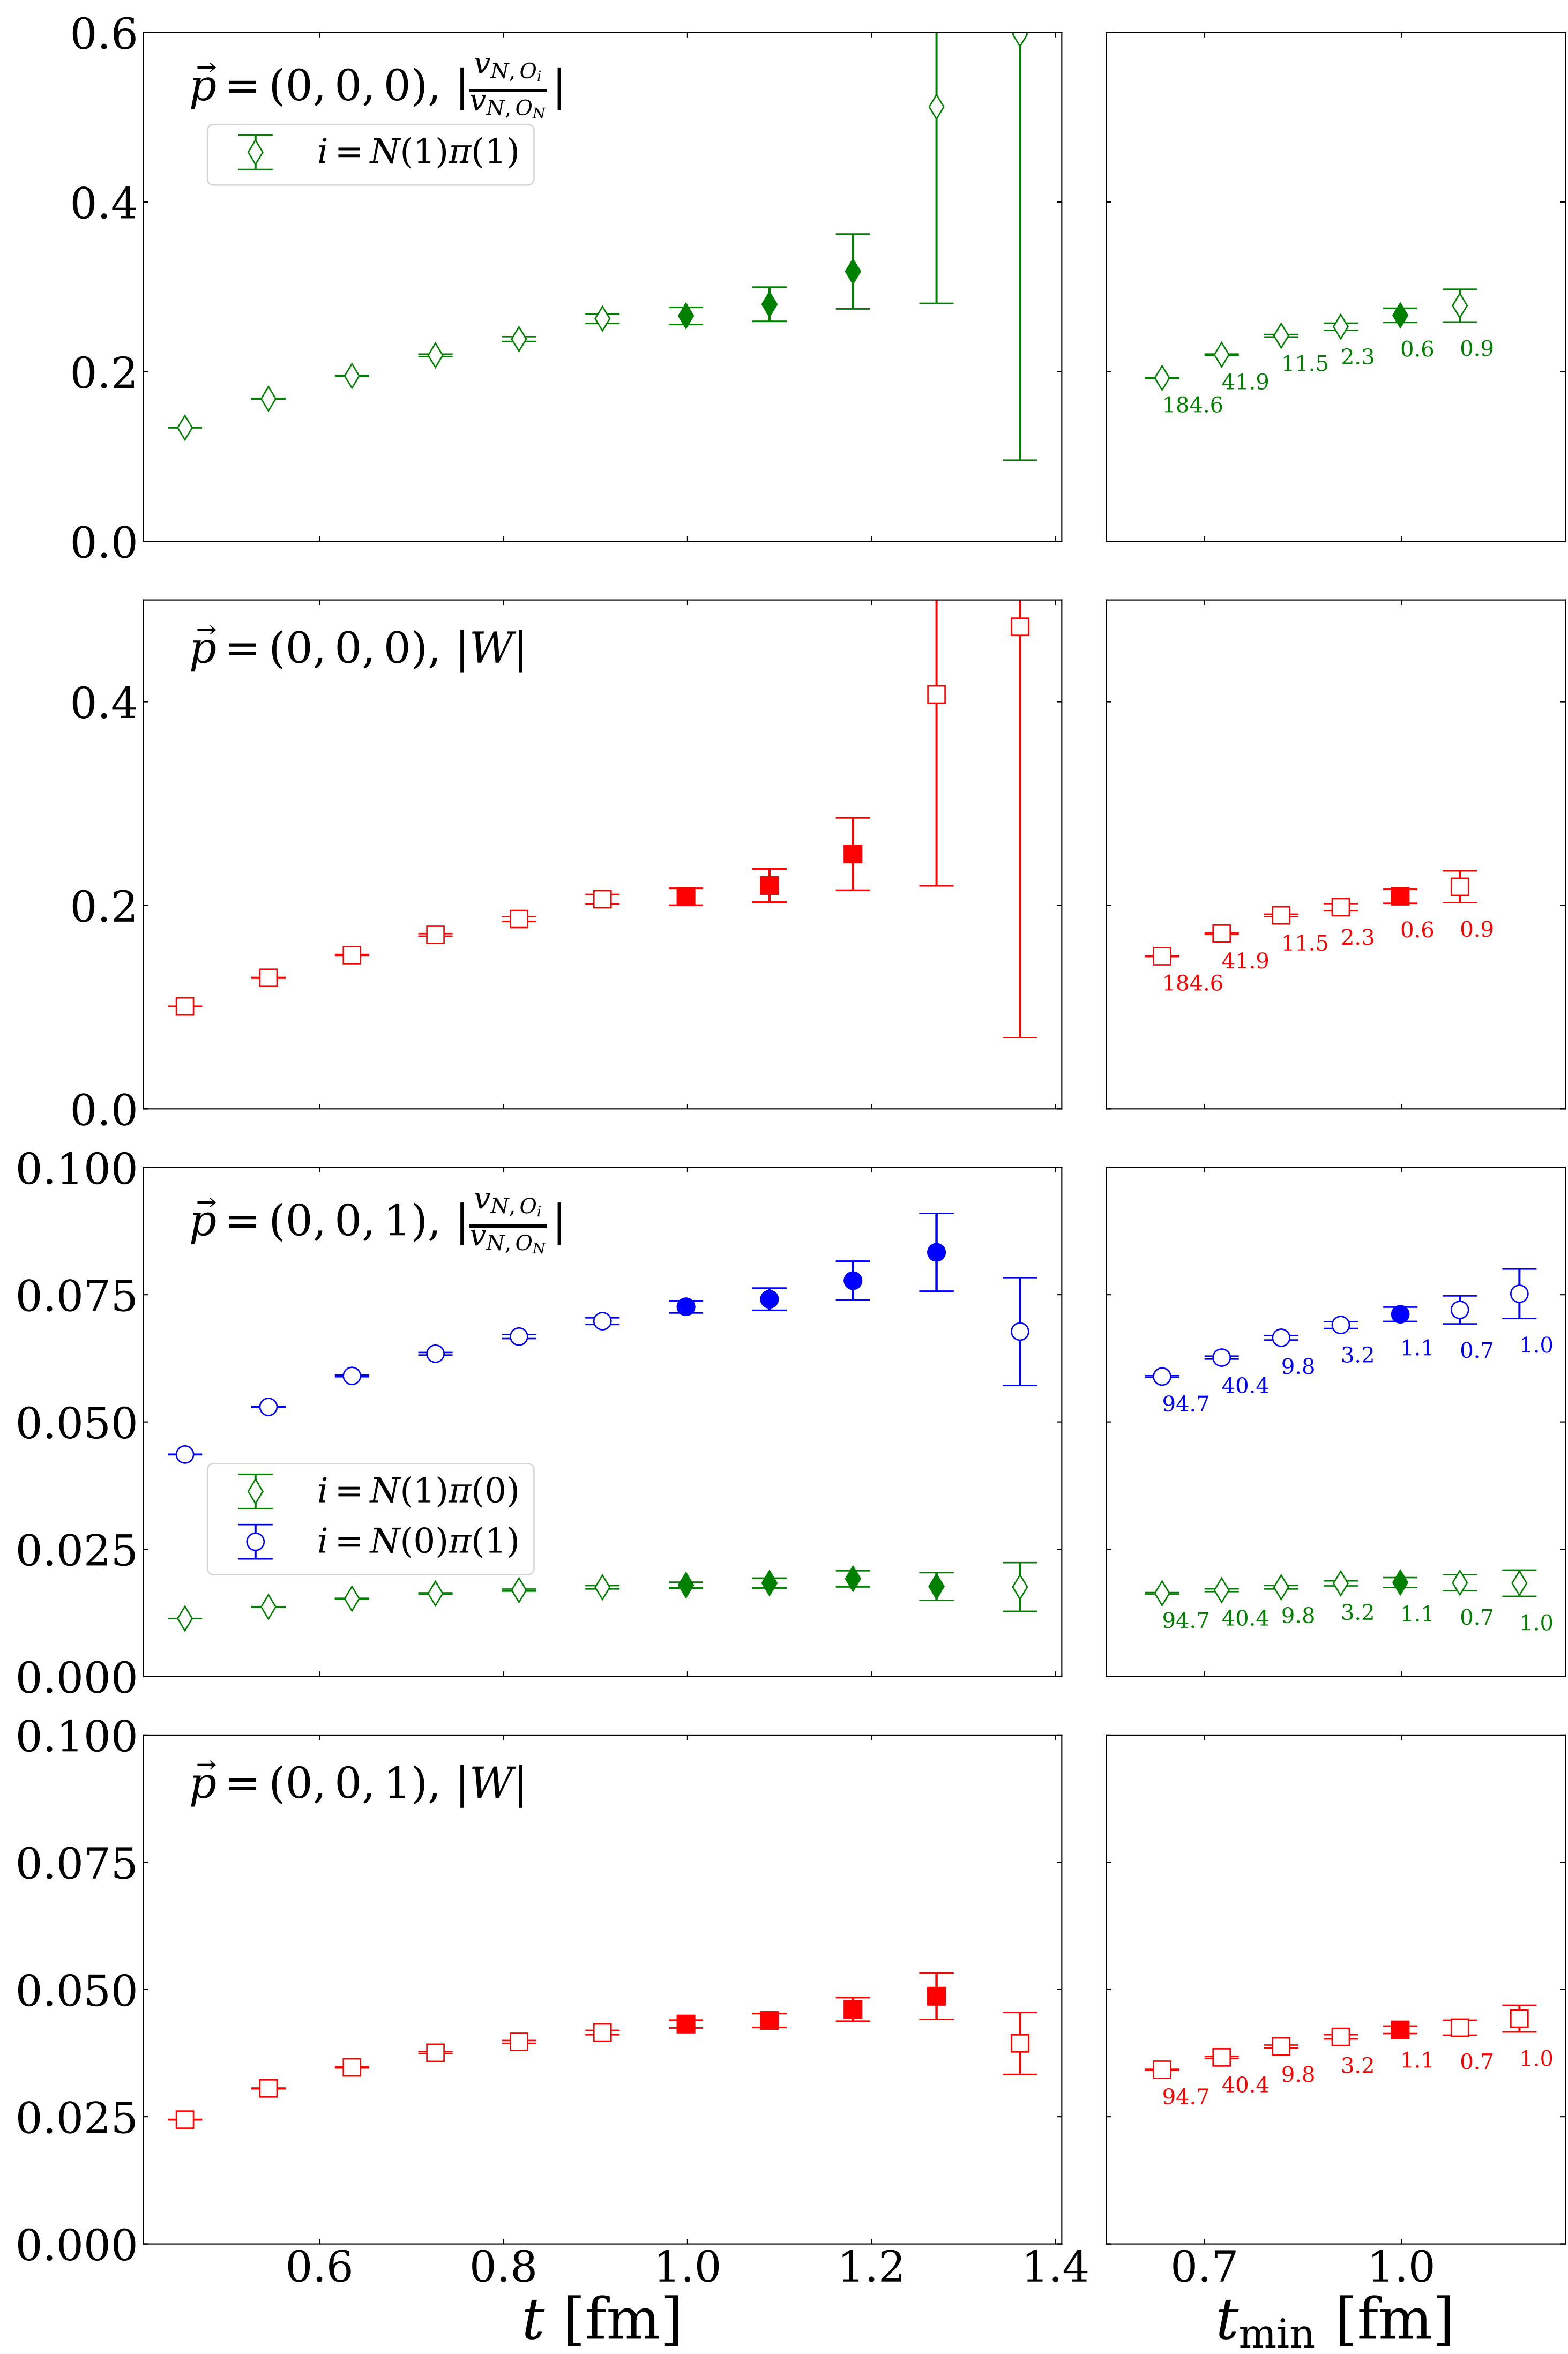 0.6
p⃗ = (0, 0, 0), |v_{N, O_i}/v_{N, O_N}|
i = N(1)π(1)
0.4
0.2
0.0
184.6 41.9 11.5 2.3 0.6 0.9
p⃗ = (0, 0, 0), |W|
0.4
0.2
0.0
184.6 41.9 11.5 2.3 0.6 0.9
0.100
p⃗ = (0, 0, 1), |v_{N, O_i}/v_{N, O_N}|
0.075
0.050
94.7 40.4 9.8 3.2 1.1 0.7 1.0
i = N(1)π(0)
i = N(0)π(1)
0.025
0.000
94.7 40.4 9.8 3.2 1.1 0.7 1.0
0.100
p⃗ = (0, 0, 1), |W|
0.075
0.050
0.025
0.000
94.7 40.4 9.8 3.2 1.1 0.7 1.0
0.6 0.8 1.0 1.2 1.4
0.7 1.0
t [fm]
t_min [fm]